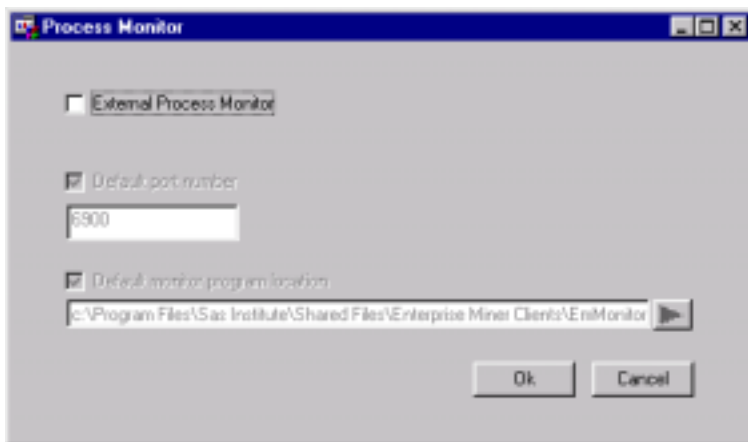 Process Monitor
External Process Monitor
Default port number
6900
Default monitor program location
c:\Program Files\Sas Institute\Shared Files\Enterprise Miner Clients\EmMonitor
Ok Cancel